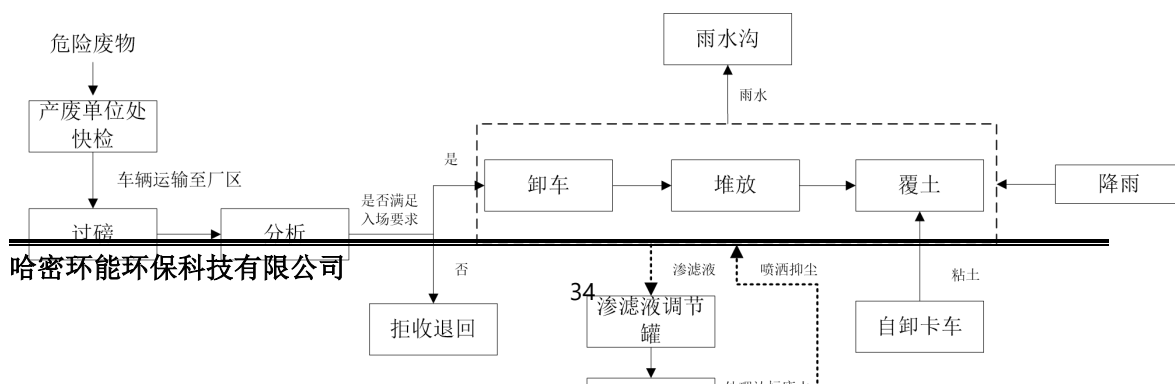 雨水沟
危险废物
雨水
产废单位处
快检
车辆运输至厂区
是
卸车
堆放
覆土
降雨
是否满足
入场要求
过磅
分析
哈密环能环保科技有限公司
否
渗滤液
喷洒抑尘
粘土
34
渗滤液调节
罐
拒收退回
自卸卡车